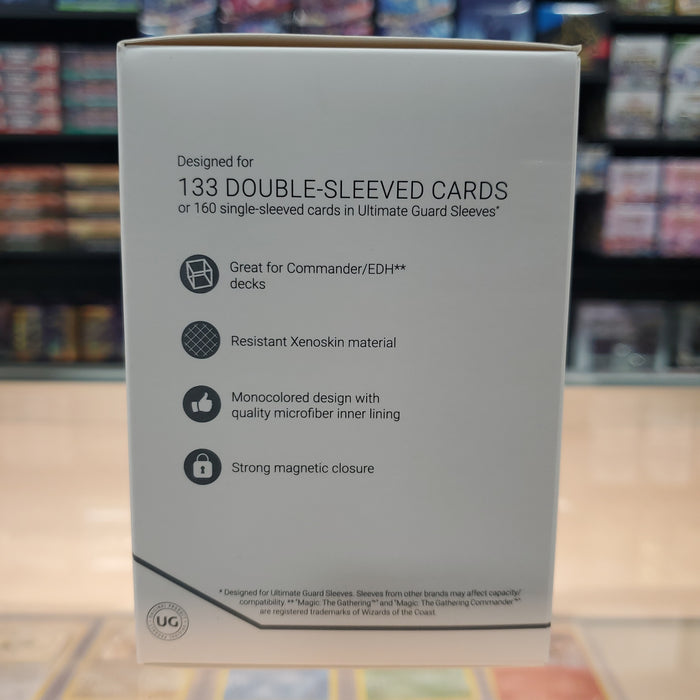 Designed for
133 DOUBLE-SLEEVED CARDS
or 160 single-sleeved cards in Ultimate Guard Sleeves*
Great for Commander/EDH**
decks
Resistant Xenoskin material
Monocolored design with
quality microfiber inner lining
Strong magnetic closure
* Designed for Ultimate Guard Sleeves. Sleeves from other brands may affect capacity/
compatibility. ** "Magic: The Gathering™" and "Magic: The Gathering Commander™"
are registered trademarks of Wizards of the Coast.
UG